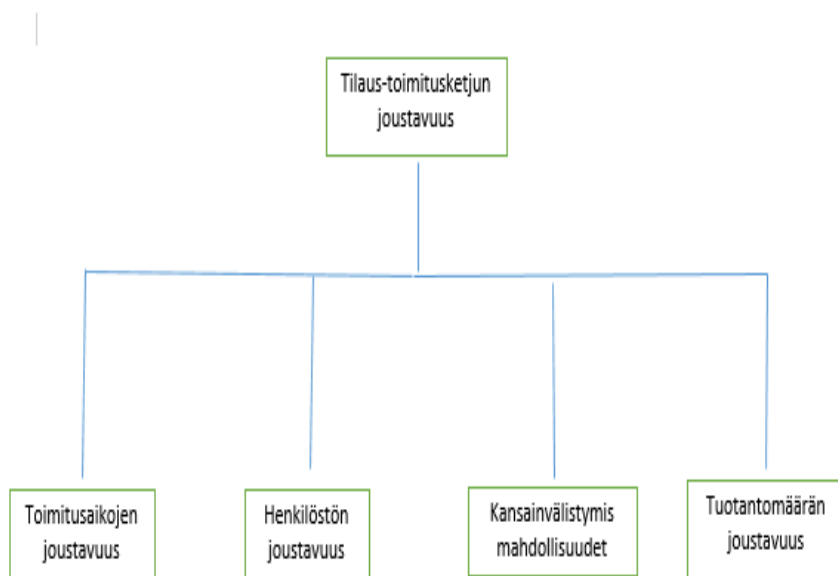 Tilaus-toimitusketjun
joustavuus
Toimitusaikojen
joustavuus
Henkilöstön
joustavuus
Kansainvälistymis
mahdollisuudet
Tuotantomäärän
joustavuus